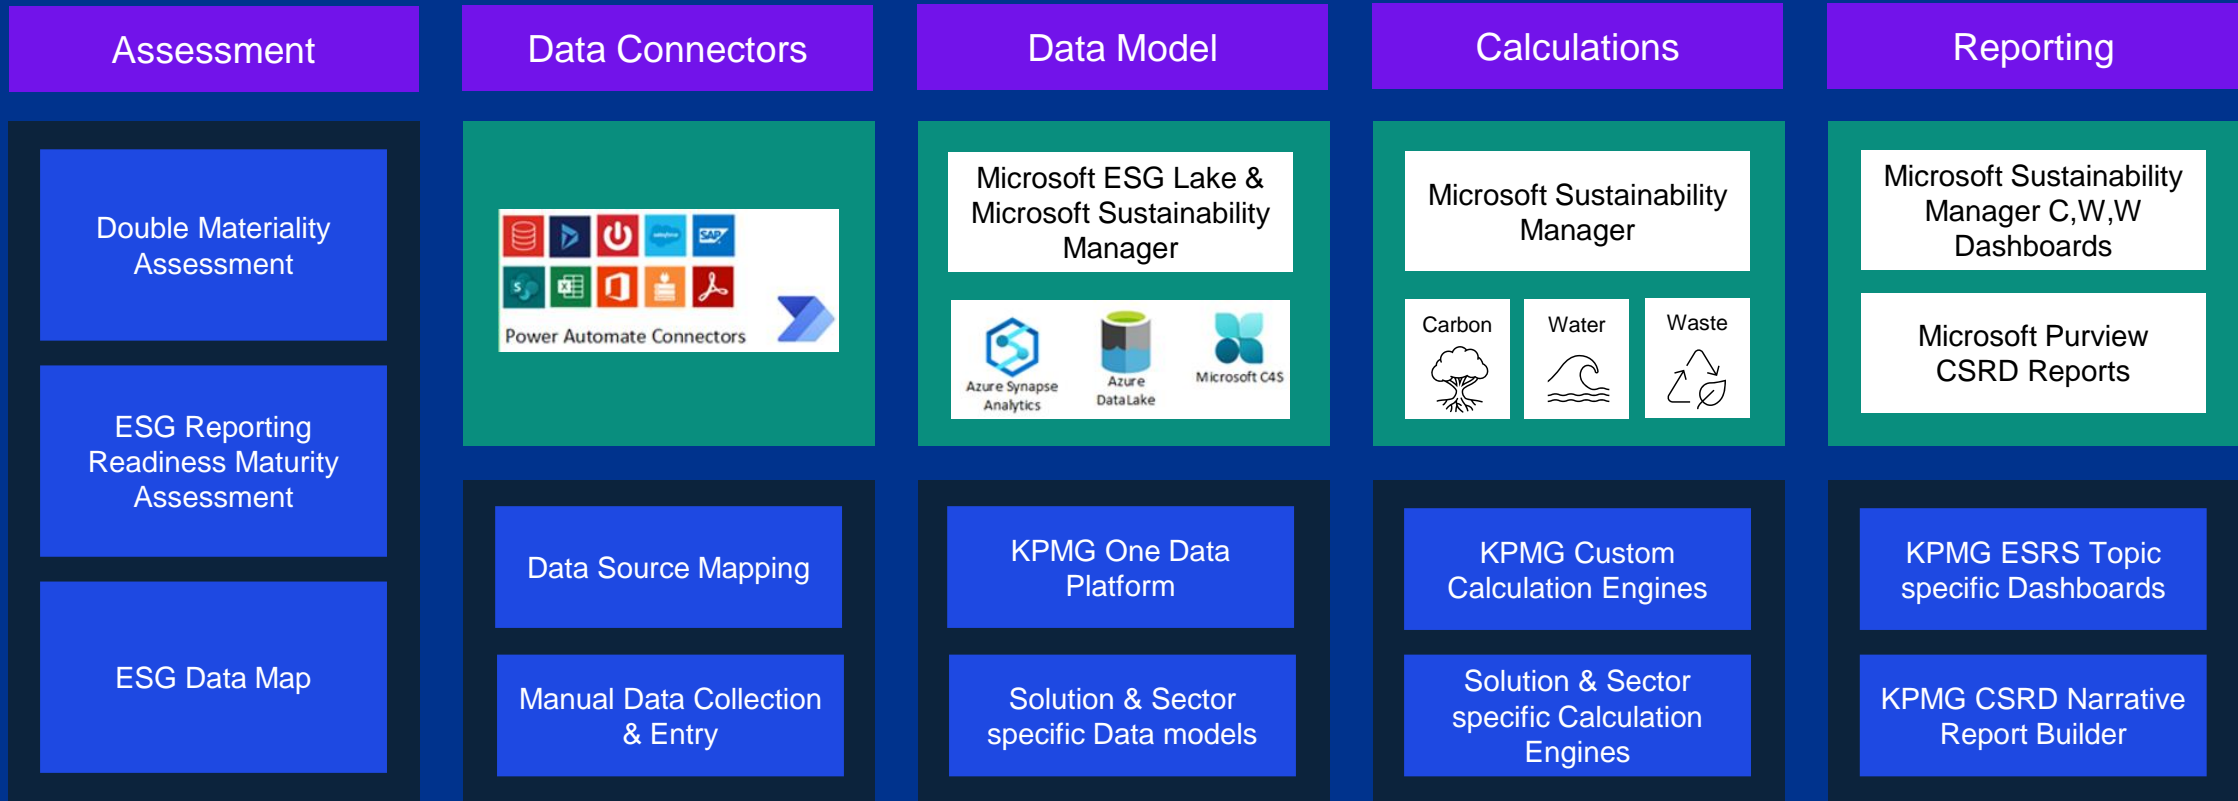 Assessment
Data Connectors
Data Model
Calculations
Reporting
Double Materiality
Assessment
ESG Reporting
Readiness Maturity
Assessment
ESG Data Map
salesforce
SAP
S
X
Power Automate Connectors
Data Source Mapping
Manual Data Collection
& Entry
Microsoft ESG Lake &
Microsoft Sustainability
Manager
Azure Synapse
Analytics
Azure
DataLake
Microsoft C4S
KPMG One Data
Platform
Solution & Sector
specific Data models
Microsoft Sustainability
Manager
Carbon
Water
Waste
KPMG Custom
Calculation Engines
Solution & Sector
specific Calculation
Engines
Microsoft Sustainability
Manager C,W,W
Dashboards
Microsoft Purview
CSRD Reports
KPMG ESRS Topic
specific Dashboards
KPMG CSRD Narrative
Report Builder